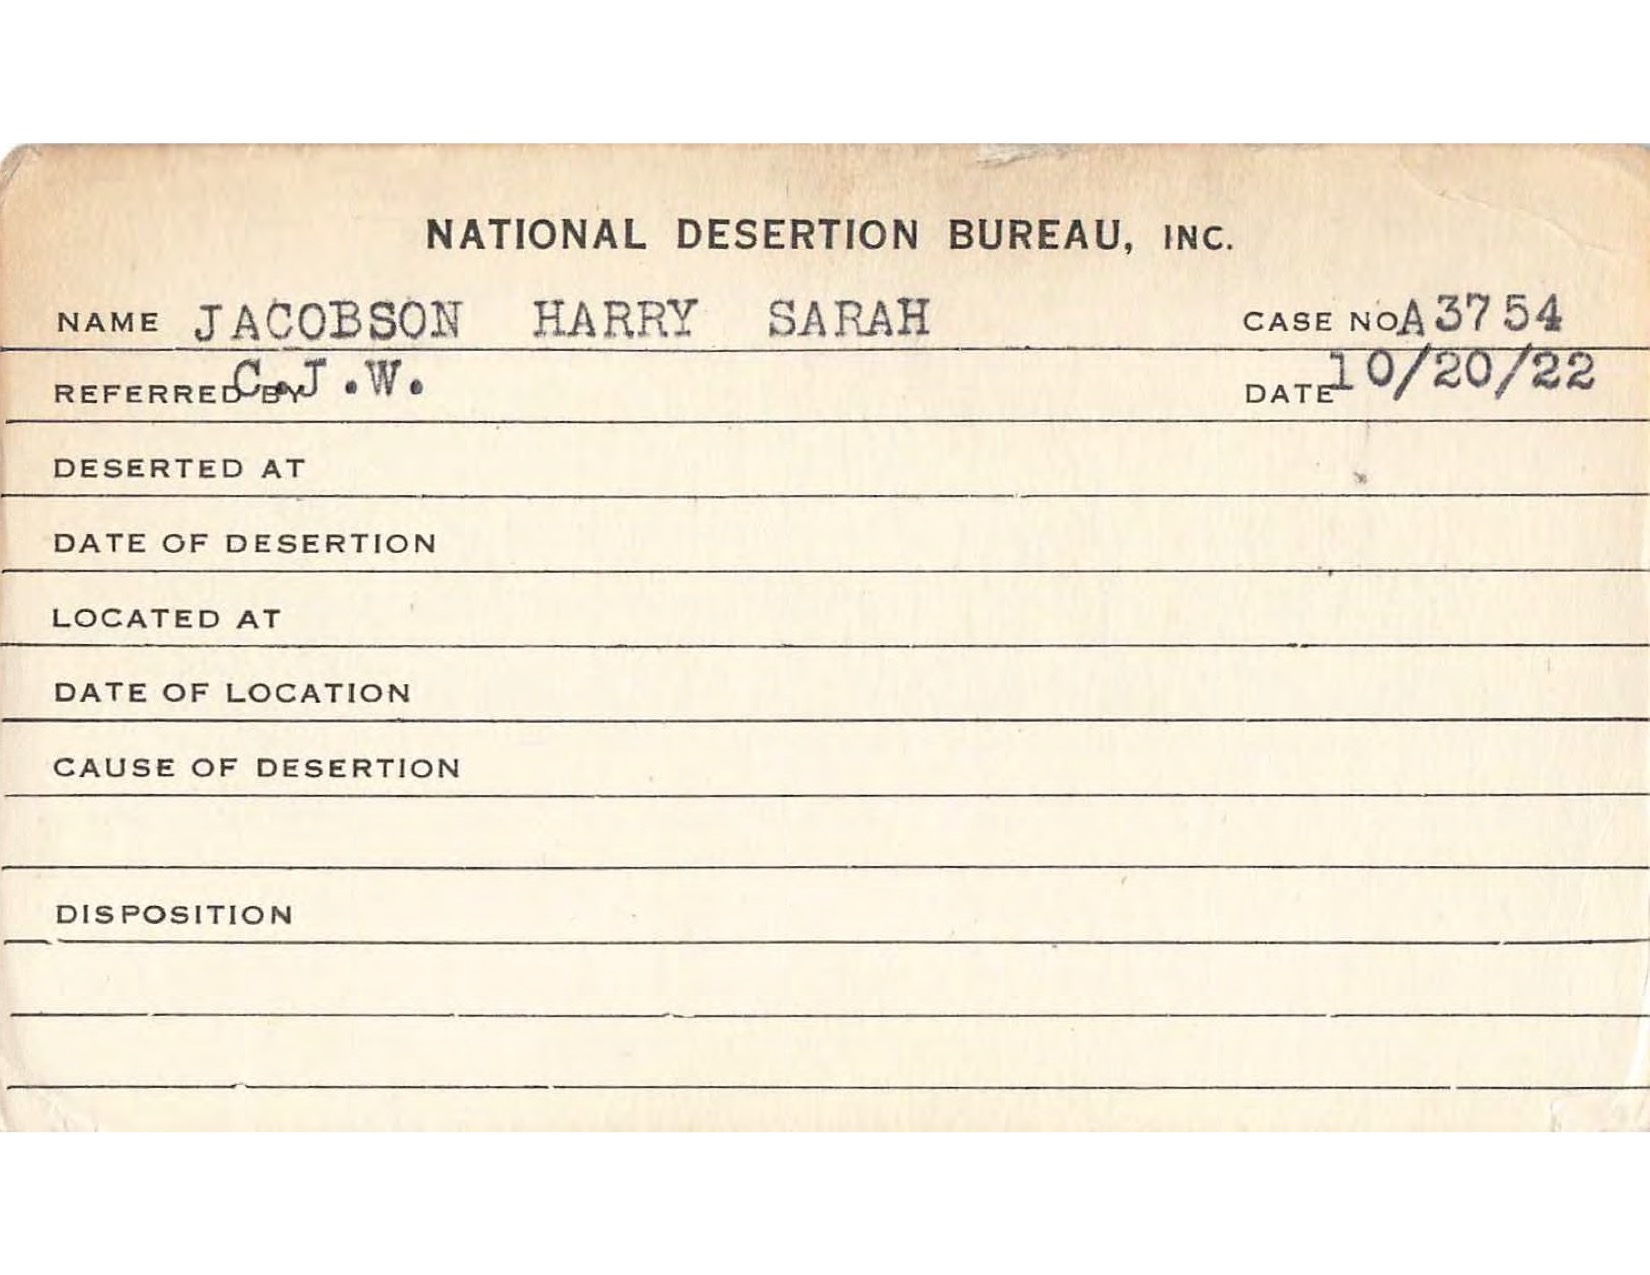 NATIONAL DESERTION BUREAU, INC.
NAME JACOBSON HARRY SARAH CASE NO. A3754
REFERRED BY C.J.W. DATE 10/20/22
DESERTED AT
DATE OF DESERTION
LOCATED AT
DATE OF LOCATION
CAUSE OF DESERTION
DISPOSITION